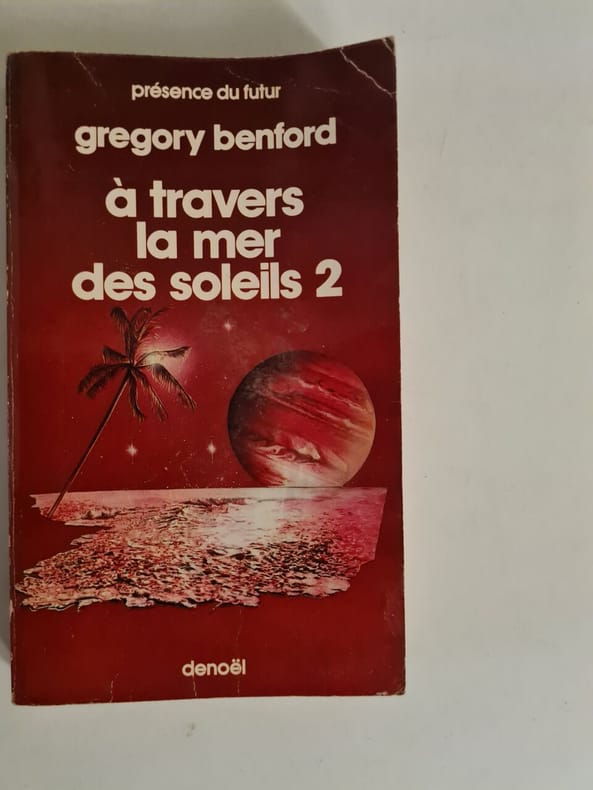 présence du futur
gregory benford
à travers
la mer
des soleils 2
denoël